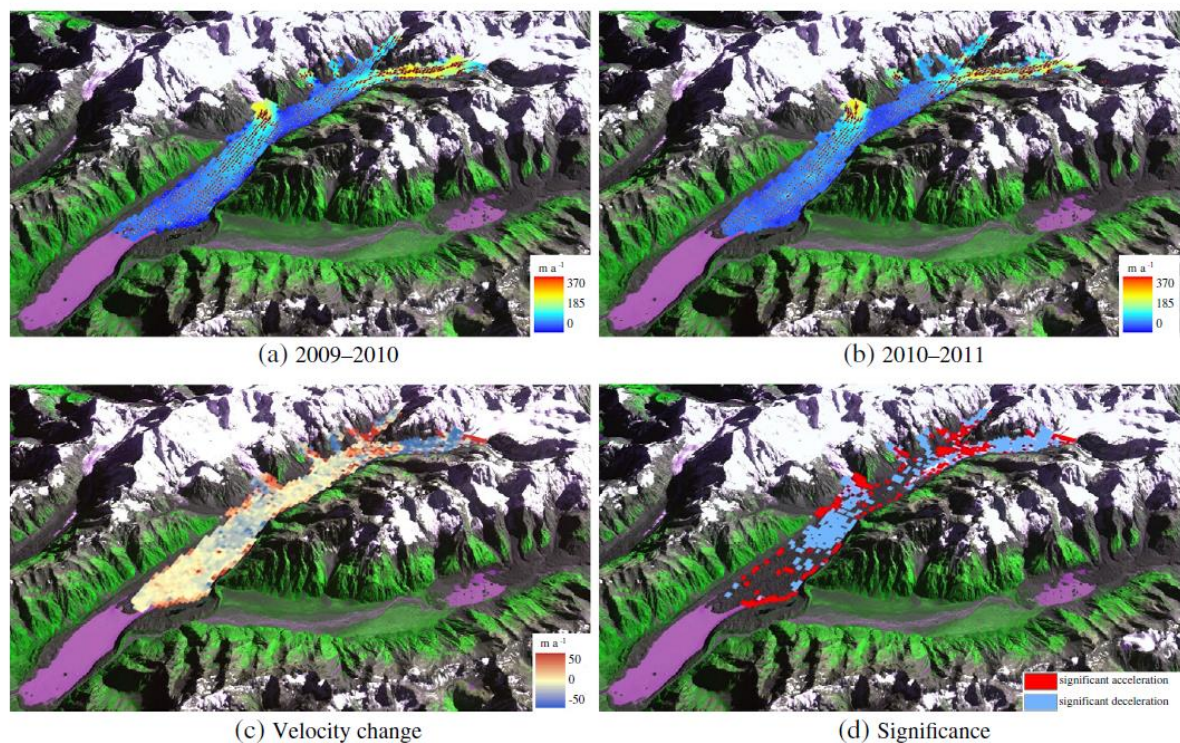 m a⁻¹
370
185
0
(a) 2009–2010
m a⁻¹
370
185
0
(b) 2010–2011
m a⁻¹
50
0
-50
(c) Velocity change
significant acceleration
significant deceleration
(d) Significance